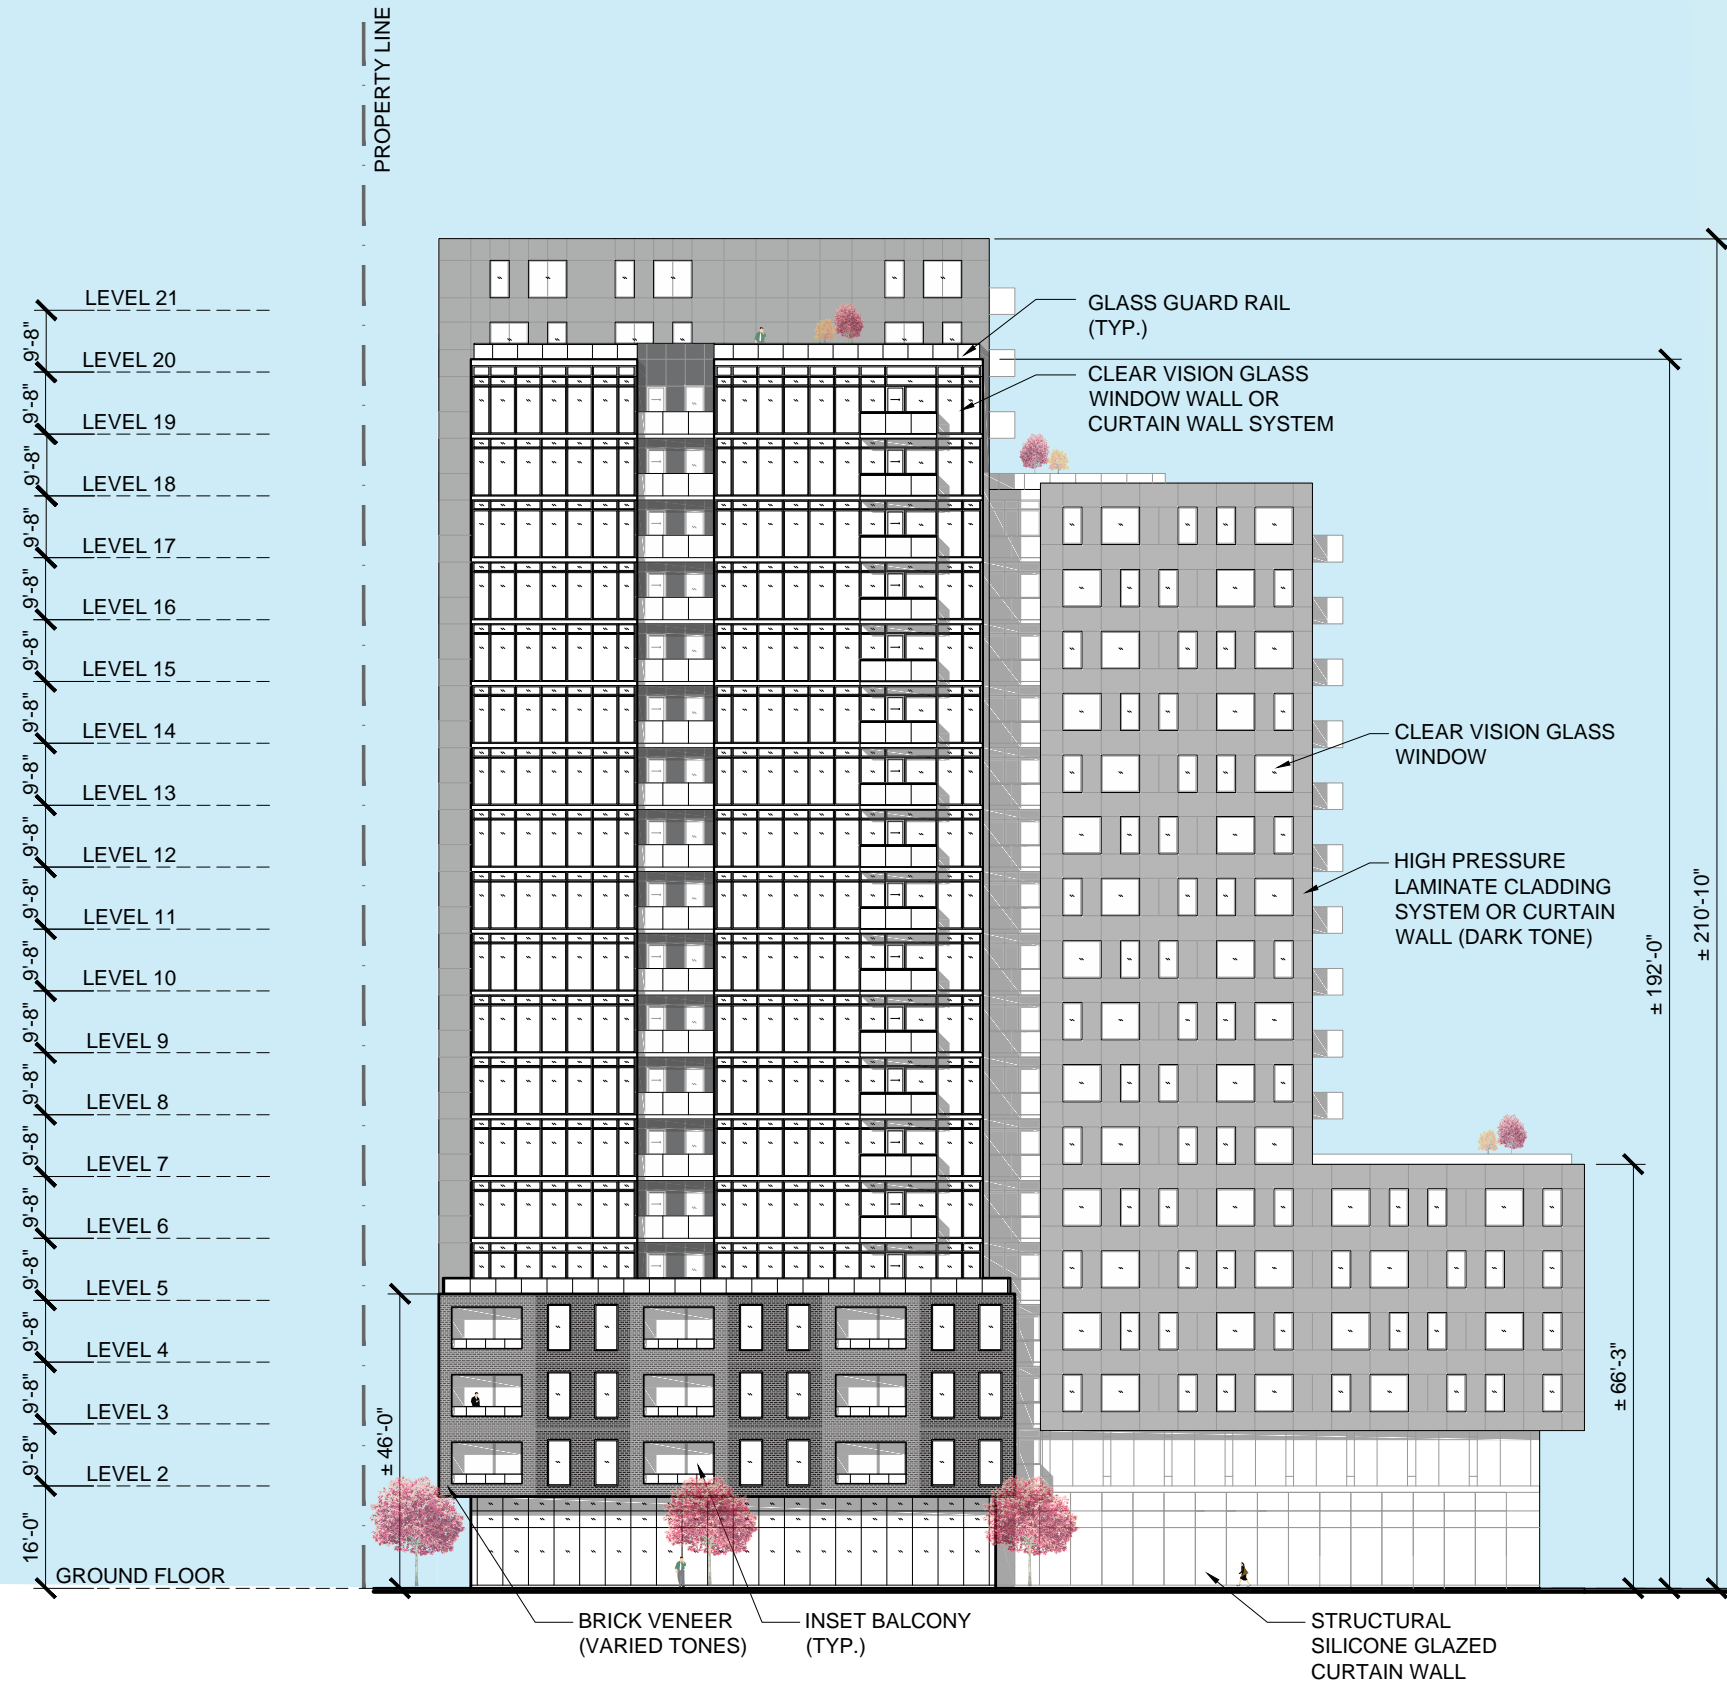 PROPERTY LINE
LEVEL 21
9'-8"
LEVEL 20
9'-8"
LEVEL 19
9'-8"
LEVEL 18
9'-8"
LEVEL 17
9'-8"
LEVEL 16
9'-8"
LEVEL 15
9'-8"
LEVEL 14
9'-8"
LEVEL 13
9'-8"
LEVEL 12
9'-8"
LEVEL 11
9'-8"
LEVEL 10
9'-8"
LEVEL 9
9'-8"
LEVEL 8
9'-8"
LEVEL 7
9'-8"
LEVEL 6
9'-8"
LEVEL 5
9'-8"
LEVEL 4
9'-8"
LEVEL 3
9'-8"
LEVEL 2
16'-0"
GROUND FLOOR
± 46'-0"
GLASS GUARD RAIL
(TYP.)
CLEAR VISION GLASS
WINDOW WALL OR
CURTAIN WALL SYSTEM
CLEAR VISION GLASS
WINDOW
HIGH PRESSURE
LAMINATE CLADDING
SYSTEM OR CURTAIN
WALL (DARK TONE)
± 210'-10"
± 192'-0"
± 66'-3"
BRICK VENEER
(VARIED TONES)
INSET BALCONY
(TYP.)
STRUCTURAL
SILICONE GLAZED
CURTAIN WALL